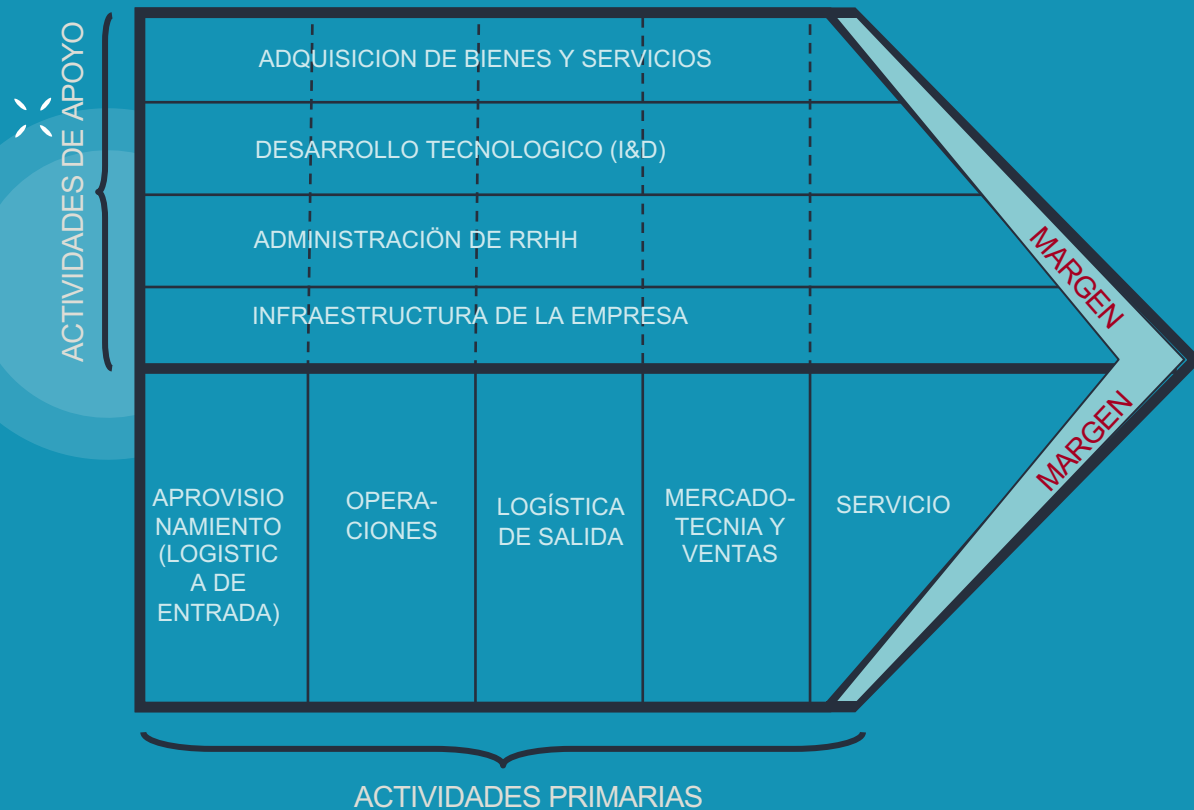 ACTIVIDADES DE APOYO
ADQUISICION DE BIENES Y SERVICIOS
DESARROLLO TECNOLOGICO (I&D)
ADMINISTRACIÖN DE RRHH
INFRAESTRUCTURA DE LA EMPRESA
MARGEN
MARGEN
APROVISIO
NAMIENTO
(LOGISTIC
A DE
ENTRADA)
OPERA-
CIONES
LOGÍSTICA
DE SALIDA
MERCADO-
TECNIA Y
VENTAS
SERVICIO
ACTIVIDADES PRIMARIAS